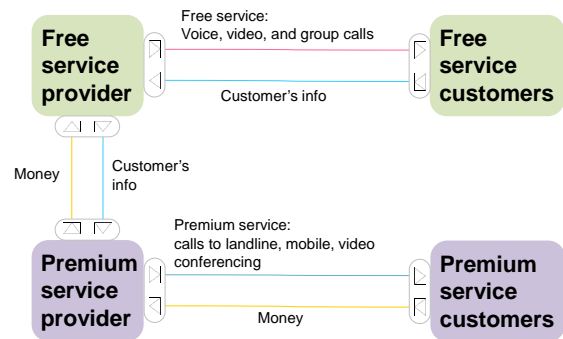 Free
service
provider
Free service:
Voice, video, and group calls
Customer's info
Free
service
customers
Money
Customer's
info
Premium
service
provider
Premium service:
calls to landline, mobile, video
conferencing
Money
Premium
service
customers